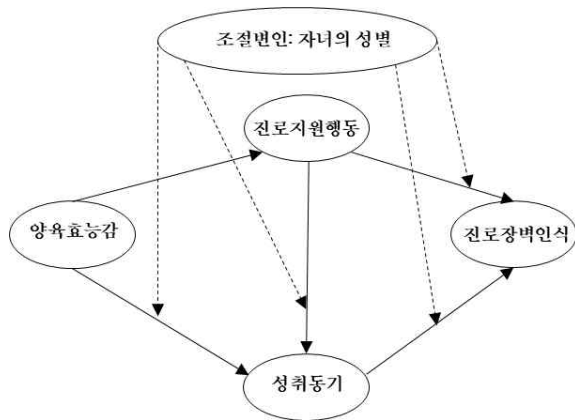 조절변인: 자녀의 성별
진로지원행동
양육효능감
진로장벽인식
성취동기